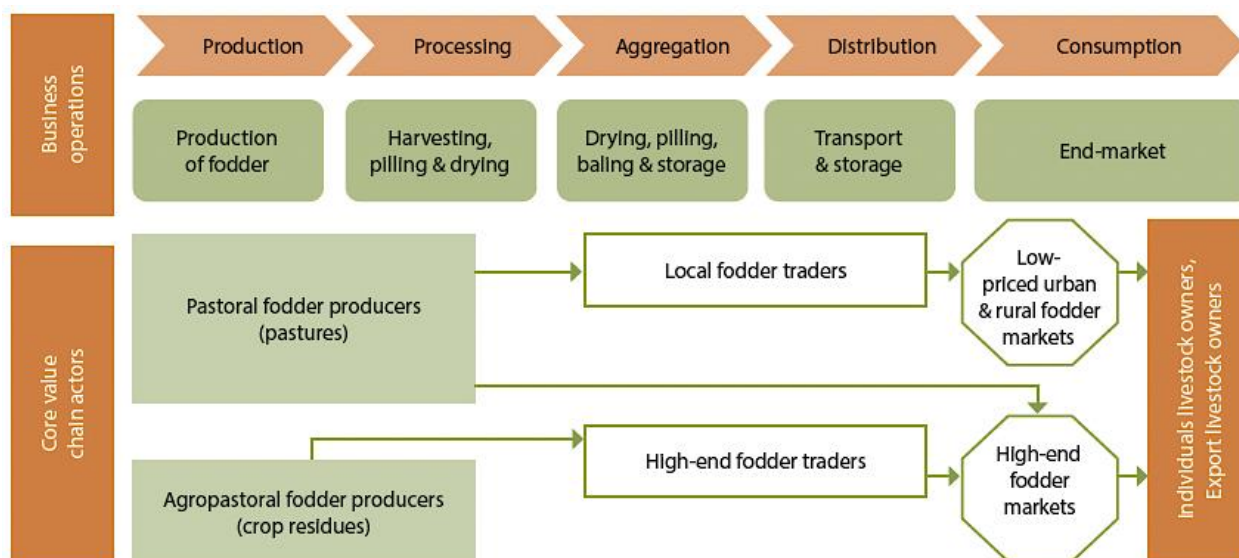 Business
operations
Production
Processing
Aggregation
Distribution
Consumption
Production
of fodder
Harvesting,
pilling & drying
Drying, pilling,
baling & storage
Transport
& storage
End-market
Core value
chain actors
Pastoral fodder producers
(pastures)
Local fodder traders
Low-
priced urban
& rural fodder
markets
Agropastoral fodder producers
(crop residues)
High-end fodder traders
High-end
fodder
markets
Individuals livestock owners,
Export livestock owners